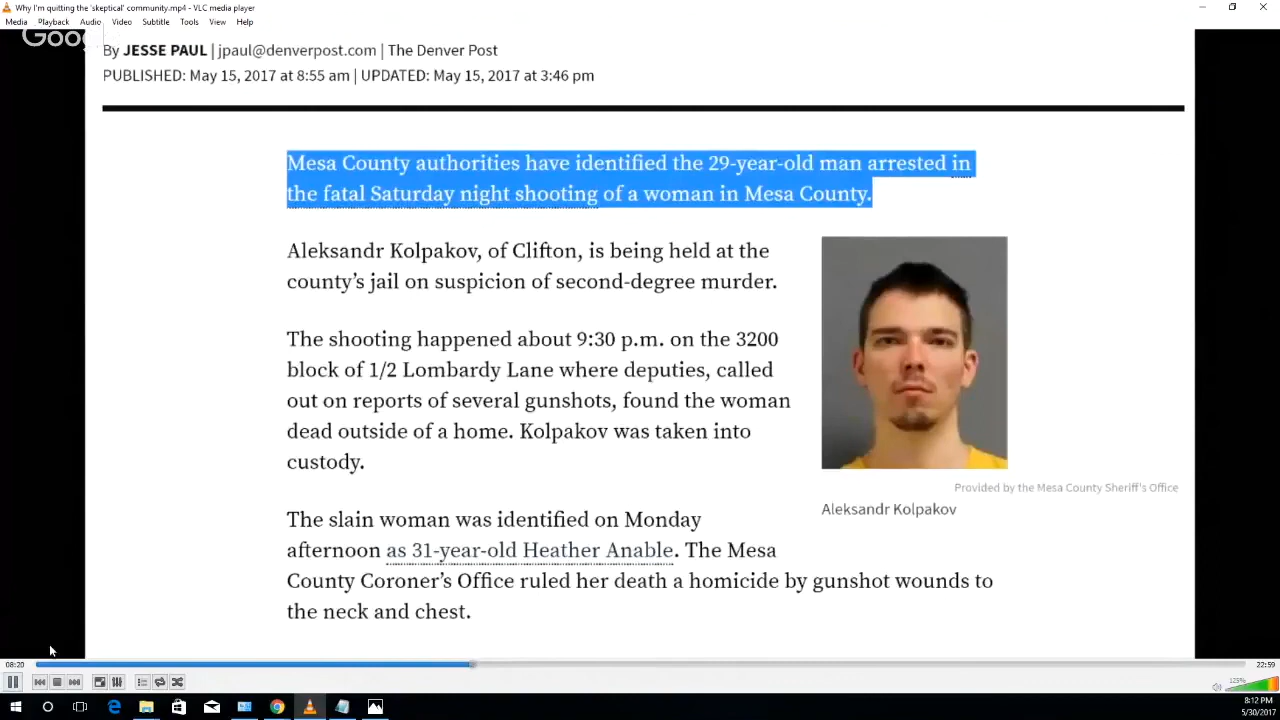 Why I'm quitting the 'skeptical' community.mp4 - VLC media player
Media Playback Audio Video Subtitle Tools View Help
Goog
By JESSE PAUL | jpaul@denverpost.com | The Denver Post
PUBLISHED: May 15, 2017 at 8:55 am | UPDATED: May 15, 2017 at 3:46 pm
Mesa County authorities have identified the 29-year-old man arrested in
the fatal Saturday night shooting of a woman in Mesa County.
Aleksandr Kolpakov, of Clifton, is being held at the
county’s jail on suspicion of second-degree murder.
The shooting happened about 9:30 p.m. on the 3200
block of 1/2 Lombardy Lane where deputies, called
out on reports of several gunshots, found the woman
dead outside of a home. Kolpakov was taken into
custody.
Provided by the Mesa County Sheriff's Office
Aleksandr Kolpakov
The slain woman was identified on Monday
afternoon as 31-year-old Heather Anable. The Mesa
County Coroner’s Office ruled her death a homicide by gunshot wounds to
the neck and chest.
08:20
22:59
125%
8:12 PM
5/30/2017